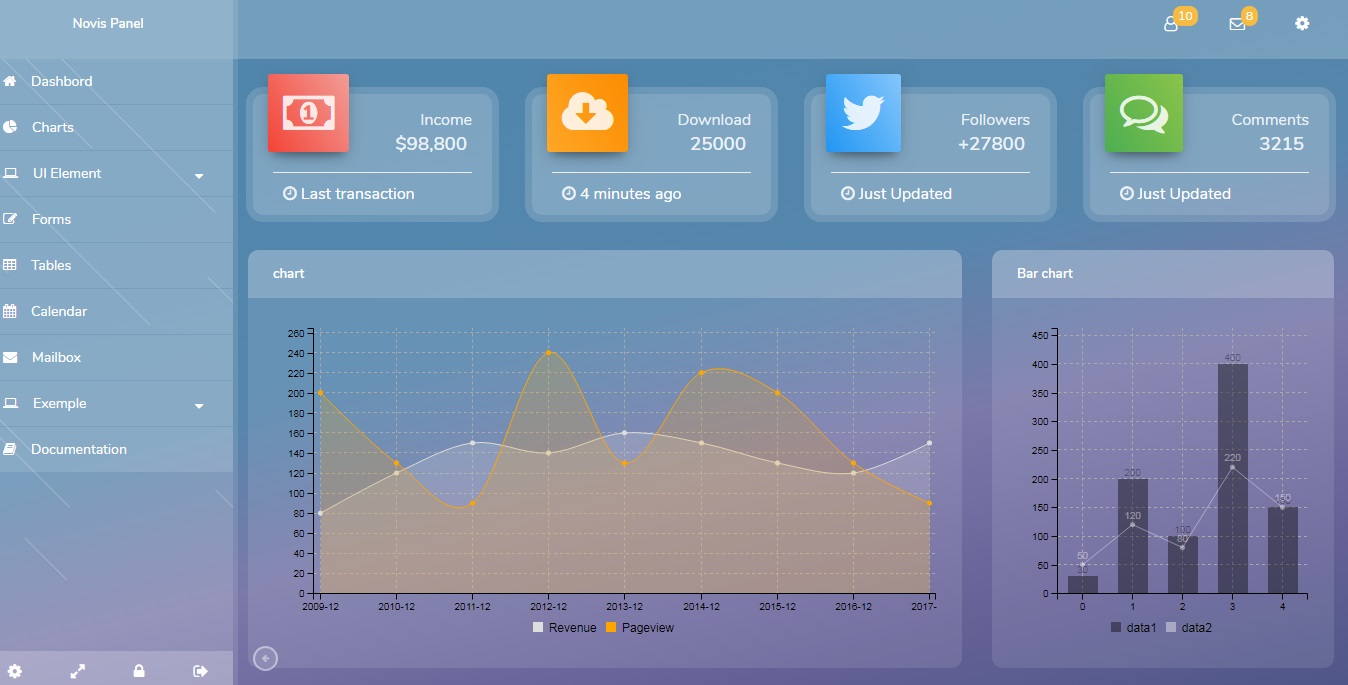 Novis Panel
10
8
Dashbord
Charts
UI Element
Forms
Tables
Calendar
Mailbox
Exemple
Documentation
1
Income
$98,800
Last transaction
Download
25000
4 minutes ago
Followers
+27800
Just Updated
Comments
3215
Just Updated
chart
260
240
220
200
180
160
140
120
100
80
60
40
20
0
2009-12 2010-12 2011-12 2012-12 2013-12 2014-12 2015-12 2016-12 2017-
Revenue Pageview
Bar chart
450
400
350
300
250
200
150
100
50
0
400
220
200
120
150
100
80
50
30
0 1 2 3 4
data1 data2